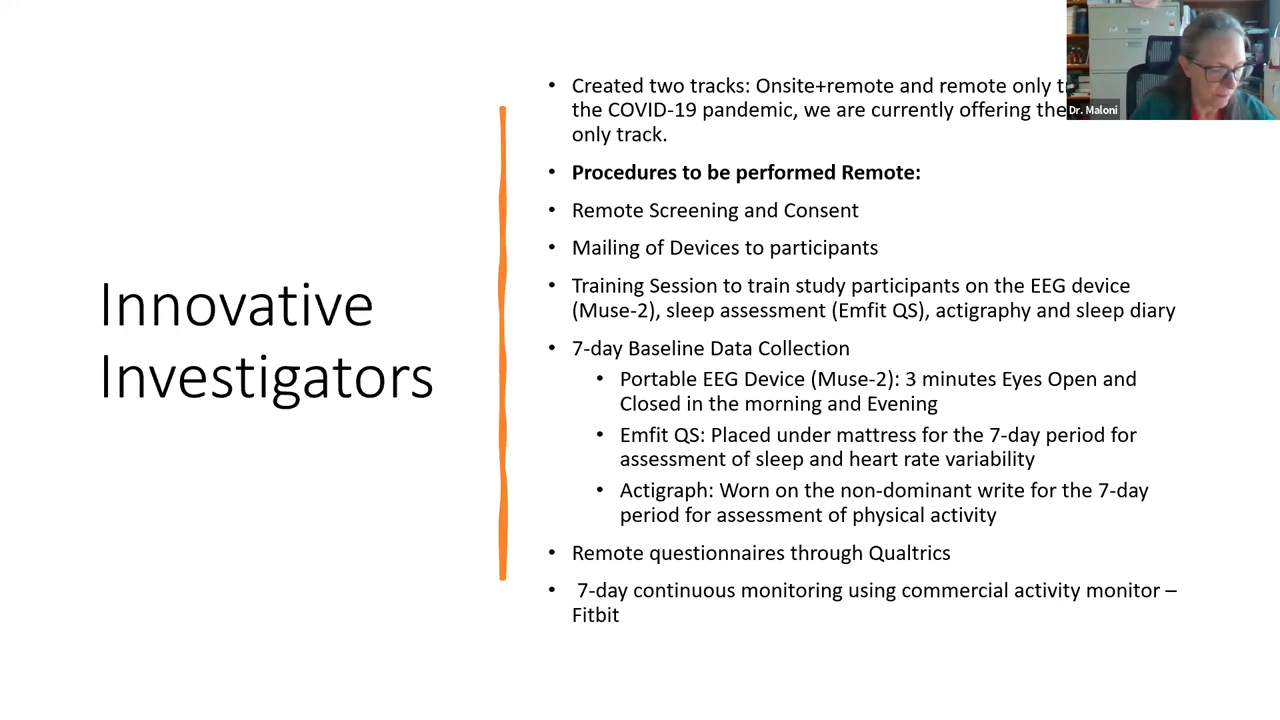 Innovative
Investigators
• Created two tracks: Onsite+remote and remote only
the COVID-19 pandemic, we are currently offering the
only track.
• Procedures to be performed Remote:
• Remote Screening and Consent
• Mailing of Devices to participants
• Training Session to train study participants on the EEG device
(Muse-2), sleep assessment (Emfit QS), actigraphy and sleep diary
• 7-day Baseline Data Collection
• Portable EEG Device (Muse-2): 3 minutes Eyes Open and
Closed in the morning and Evening
• Emfit QS: Placed under mattress for the 7-day period for
assessment of sleep and heart rate variability
• Actigraph: Worn on the non-dominant write for the 7-day
period for assessment of physical activity
• Remote questionnaires through Qualtrics
• 7-day continuous monitoring using commercial activity monitor –
Fitbit
Dr. Maloni